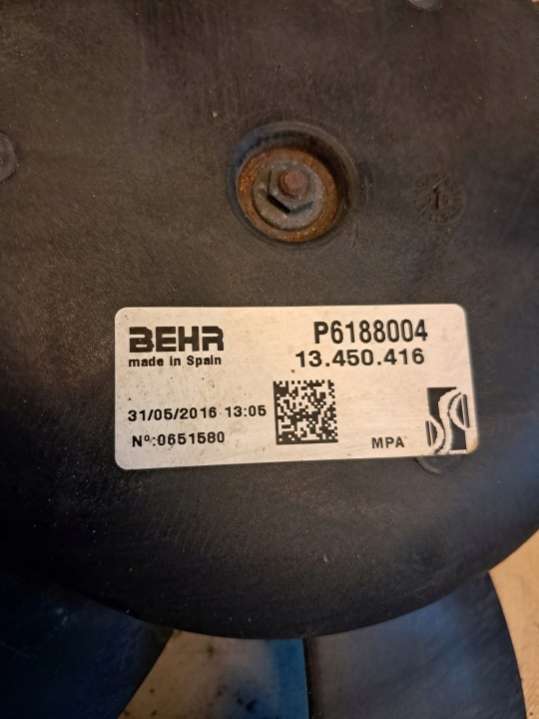 BEHR
P6188004
made in Spain
13.450.416
31/05/2016 13:05
Nº:0651580
MPA